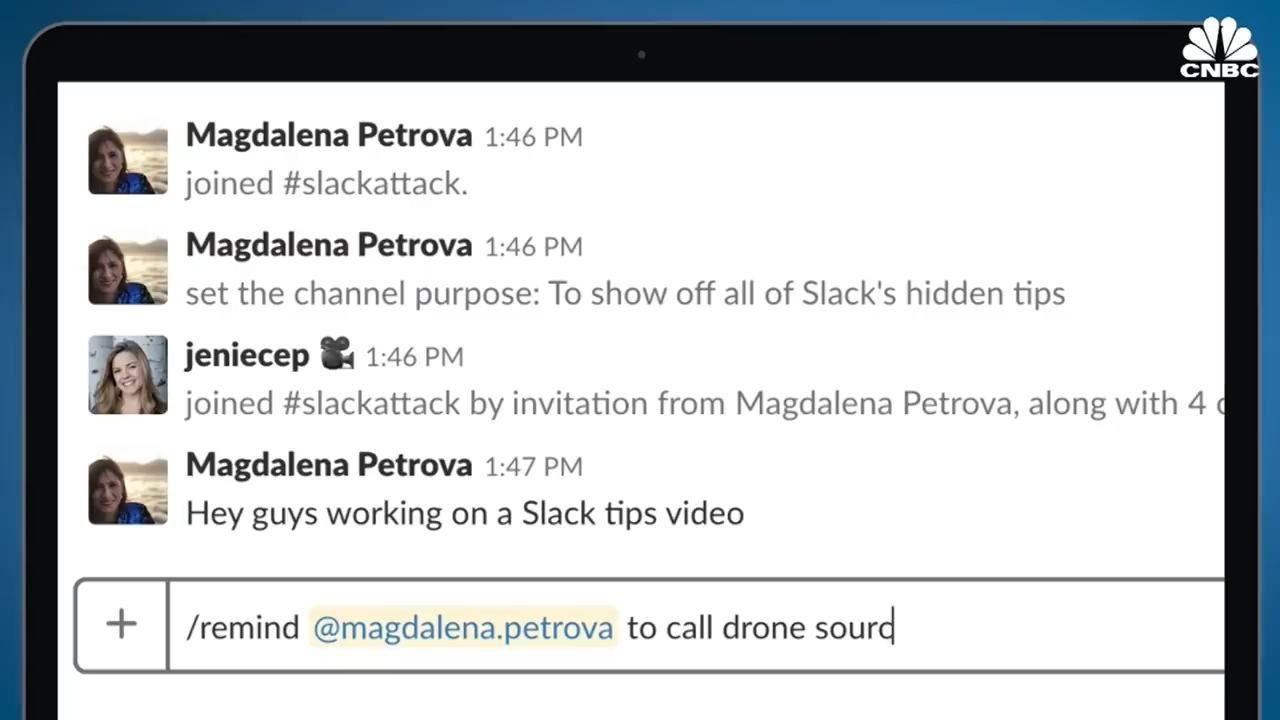 CNBC
Magdalena Petrova 1:46 PM
joined #slackattack.
Magdalena Petrova 1:46 PM
set the channel purpose: To show off all of Slack's hidden tips
jeniecep 1:46 PM
joined #slackattack by invitation from Magdalena Petrova, along with 4
Magdalena Petrova 1:47 PM
Hey guys working on a Slack tips video
+
/remind @magdalena.petrova to call drone sourc